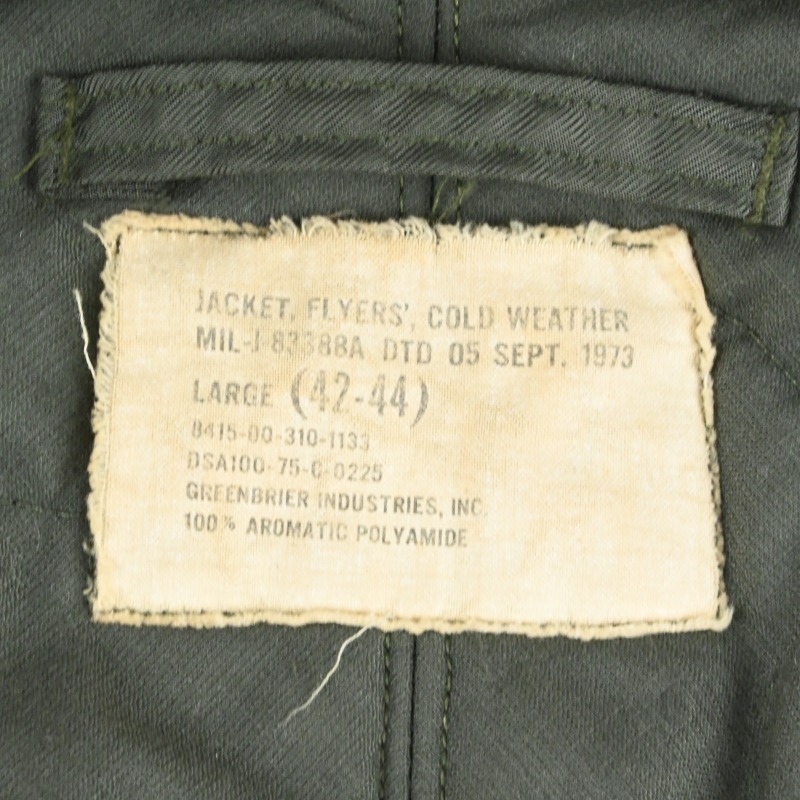 JACKET, FLYERS', COLD WEATHER
MIL-J-83388A DTD 05 SEPT. 1973
LARGE (42-44)
8415-00-310-1133
DSA100-75-C-0225
GREENBRIER INDUSTRIES, INC.
100% AROMATIC POLYAMIDE